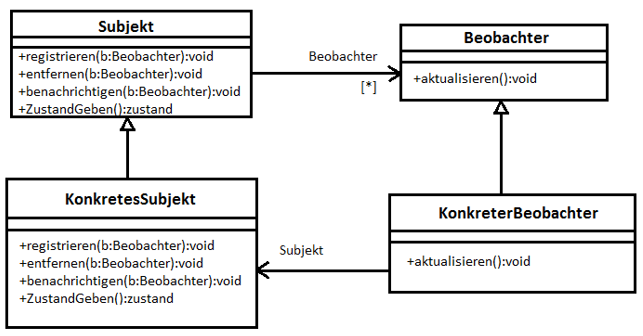 Subjekt
+registrieren(b:Beobachter):void
+entfernen(b:Beobachter):void
+benachrichtigen(b:Beobachter):void
+ZustandGeben():zustand
Beobachter
[*]
Beobachter
+aktualisieren():void
KonkretesSubjekt
+registrieren(b:Beobachter):void
+entfernen(b:Beobachter):void
+benachrichtigen(b:Beobachter):void
+ZustandGeben():zustand
Subjekt
KonkreterBeobachter
+aktualisieren():void